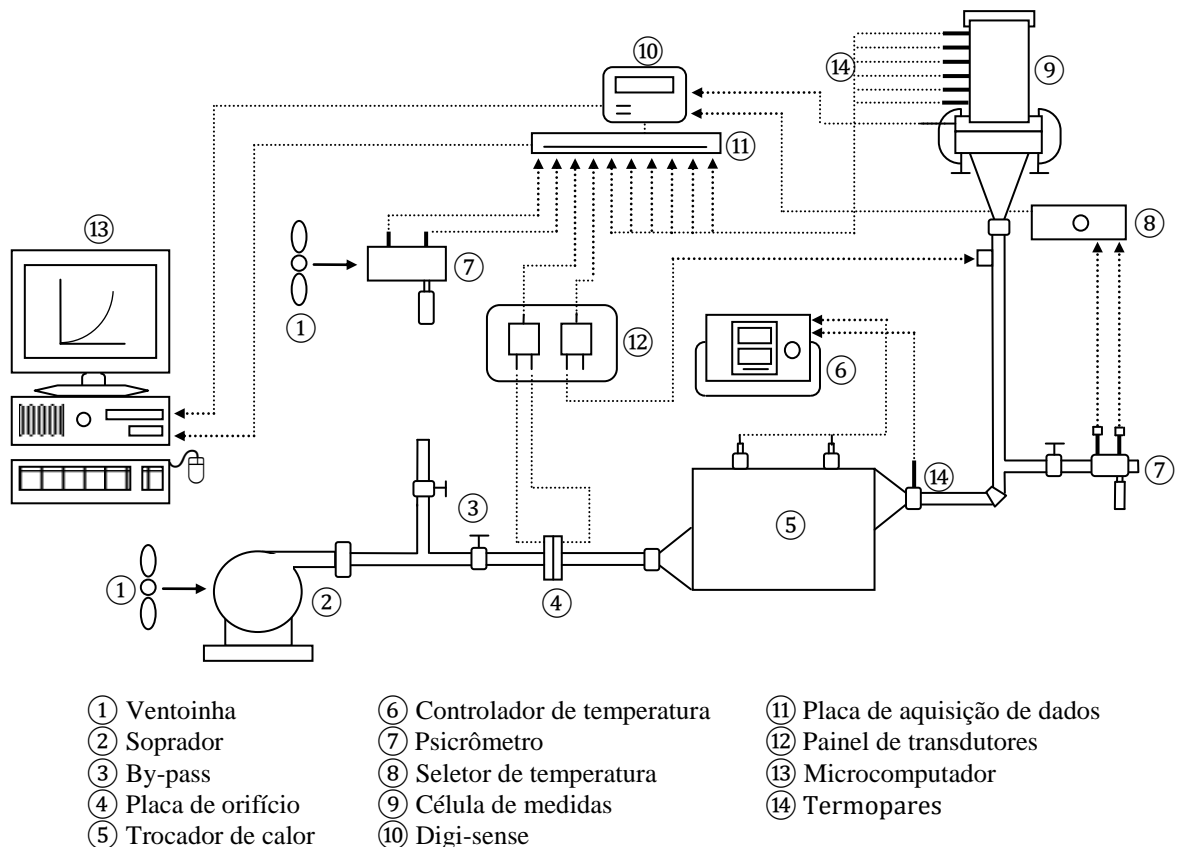 ⑩
⑭
⑨
⑪
⑬
⑧
⑦
①
⑫
⑥
⑭
⑦
③
⑤
①
②
④
① Ventoinha
② Soprador
③ By-pass
④ Placa de orifício
⑤ Trocador de calor
⑥ Controlador de temperatura
⑦ Psicrômetro
⑧ Seletor de temperatura
⑨ Célula de medidas
⑩ Digi-sense
⑪ Placa de aquisição de dados
⑫ Painel de transdutores
⑬ Microcomputador
⑭ Termopares